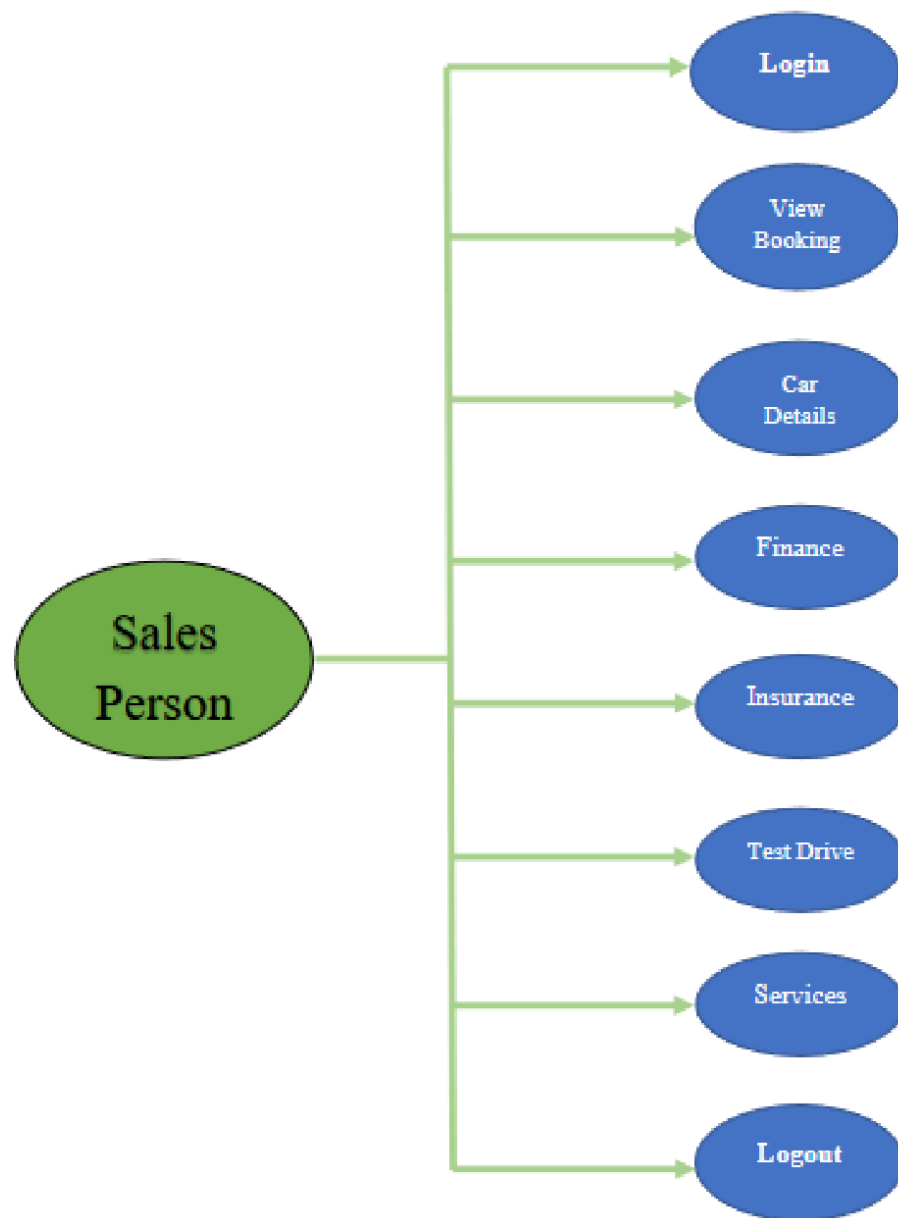 Login
View
Booking
Car
Details
Finance
Sales
Person
Insurance
Test Drive
Services
Logout